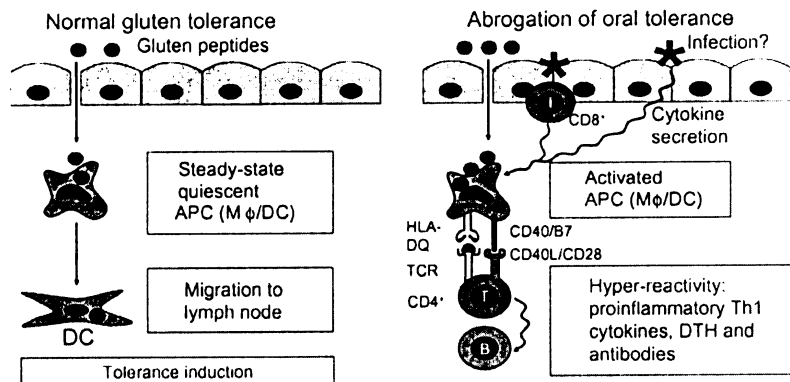 Normal gluten tolerance
Gluten peptides
Steady-state
quiescent
APC (Mϕ/DC)
Migration to
lymph node
DC
Tolerance induction
Abrogation of oral tolerance
Infection?
T
CD8+
Cytokine
secretion
Activated
APC (Mϕ/DC)
HLA-
DQ
CD40/B7
CD40L/CD28
TCR
CD4+
T
B
Hyper-reactivity:
proinflammatory Th1
cytokines, DTH and
antibodies